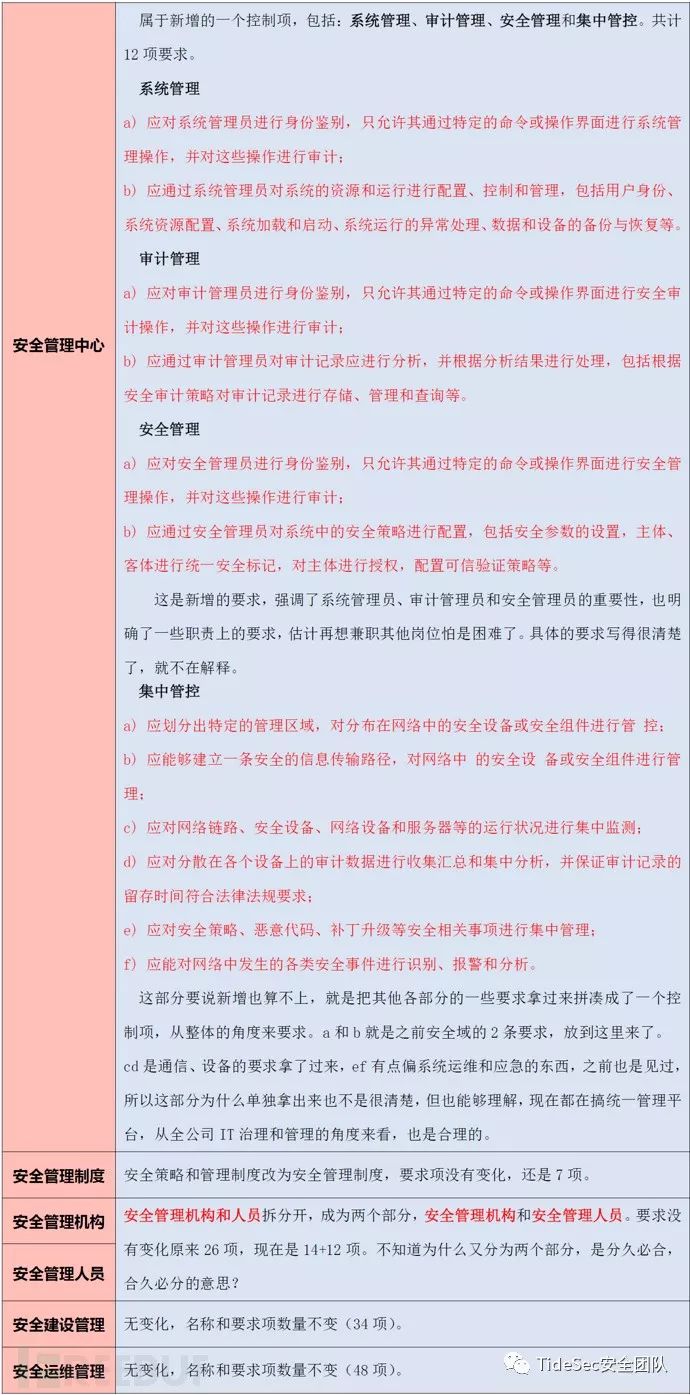 属于新增的一个控制项，包括：系统管理、审计管理、安全管理和集中管控。共计
12 项要求。
系统管理
a) 应对系统管理员进行身份鉴别，只允许其通过特定的命令或操作界面进行系统管
理操作，并对这些操作进行审计；
b) 应通过系统管理员对系统的资源和运行进行配置、控制和管理，包括用户身份、
系统资源配置、系统加载和启动、系统运行的异常处理、数据和设备的备份与恢复等。
审计管理
a) 应对审计管理员进行身份鉴别，只允许其通过特定的命令或操作界面进行安全审
计操作，并对这些操作进行审计；
安全管理中心
b) 应通过审计管理员对审计记录应进行分析，并根据分析结果进行处理，包括根据
安全审计策略对审计记录进行存储、管理和查询等。
安全管理
a) 应对安全管理员进行身份鉴别，只允许其通过特定的命令或操作界面进行安全管
理操作，并对这些操作进行审计；
b) 应通过安全管理员对系统中的安全策略进行配置，包括安全参数的设置，主体、
客体进行统一安全标记，对主体进行授权，配置可信验证策略等。
这是新增的要求，强调了系统管理员、审计管理员和安全管理员的重要性，也明
确了一些职责上的要求，估计再想兼职其他岗位怕是困难了。具体的要求写得很清楚
了，就不在解释。
集中管控
a) 应划分出特定的管理区域，对分布在网络中的安全设备或安全组件进行管 控；
b) 应能够建立一条安全的信息传输路径，对网络中 的安全设 备或安全组件进行管
理；
c) 应对网络链路、安全设备、网络设备和服务器等的运行状况进行集中监测；
d) 应对分散在各个设备上的审计数据进行收集汇总和集中分析，并保证审计记录的
留存时间符合法律法规要求；
e) 应对安全策略、恶意代码、补丁升级等安全相关事项进行集中管理；
f) 应能对网络中发生的各类安全事件进行识别、报警和分析。
这部分要说新增也算不上，就是把其他各部分的一些要求拿过来拼凑成了一个控
制项，从整体的角度来要求。a 和 b 就是之前安全域的 2 条要求，放到这里来了。
cd 是通信、设备的要求拿了过来，ef 有点偏系统运维和应急的东西，之前也是见过，
所以这部分为什么单独拿出来也不是很清楚，但也能够理解，现在都在搞统一管理平
台，从全公司 IT 治理和管理的角度来看，也是合理的。
安全管理制度
安全策略和管理制度改为安全管理制度，要求项没有变化，还是 7 项。
安全管理机构
安全管理机构和人员拆分开，成为两个部分，安全管理机构和安全管理人员。要求没
有变化原来 26 项，现在是 14+12 项。不知道为什么又分为两个部分，是分久必合，
合久必分的意思？
安全管理人员
安全建设管理
无变化，名称和要求项数量不变（34 项）。
安全运维管理
无变化，名称和要求项数量不变（48 项）。
FREEBUF
TideSec安全团队